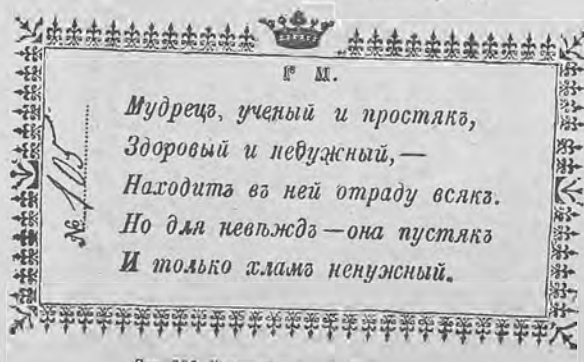 Г М.
Мудрецъ, ученый и простякъ,
Здоровый и недужный,—
Находитъ въ ней отраду всякъ.
Но для невѣждъ—она пустякъ
И только хламъ ненужный.
№ 105